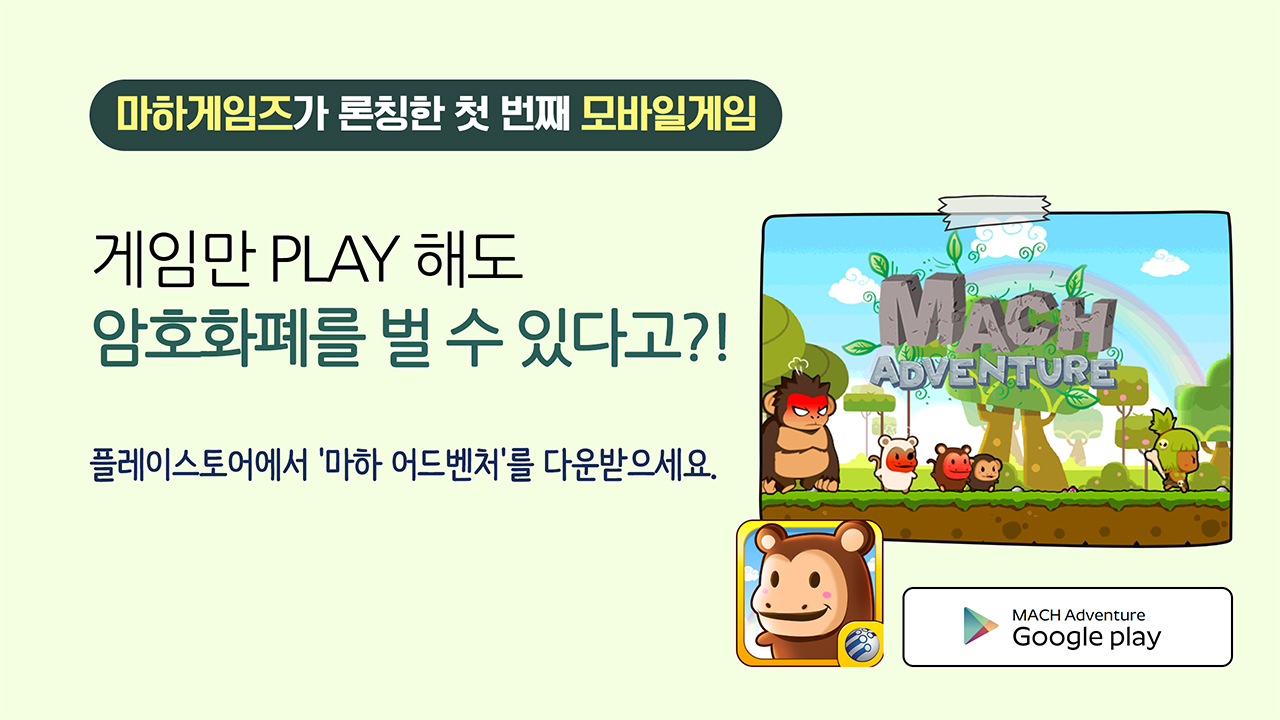 마하게임즈가 론칭한 첫 번째 모바일게임
게임만 PLAY 해도
암호화폐를 벌 수 있다고?!
플레이스토어에서 '마하 어드벤처'를 다운받으세요.
MACH
ADVENTURE
MACH Adventure
Google play